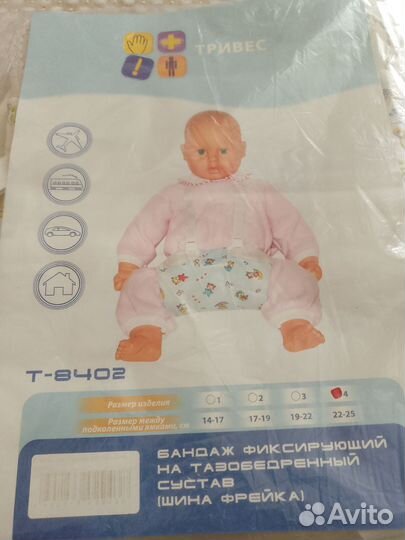 ТРИВЕС
Т-8402
Размер изделия 1 2 3 4
Размер между подколенными ямками, см 14-17 17-19 19-22 22-25
БАНДАЖ ФИКСИРУЮЩИЙ
НА ТАЗОБЕДРЕННЫЙ
СУСТАВ
(ШИНА ФРЕЙКА)
Avito